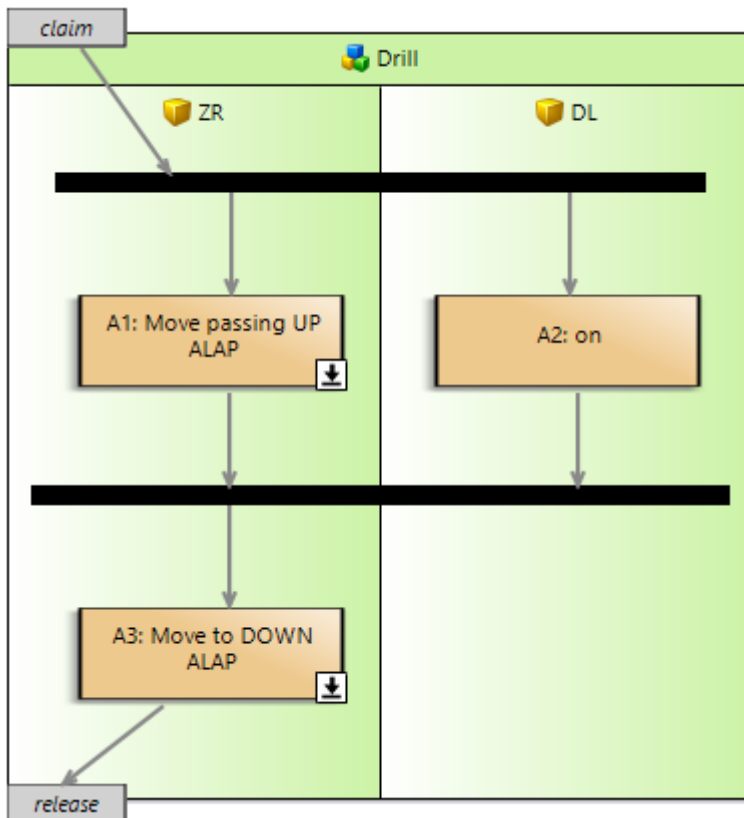 claim
Drill
ZR
DL
A1: Move passing UP
ALAP
A2: on
A3: Move to DOWN
ALAP
release